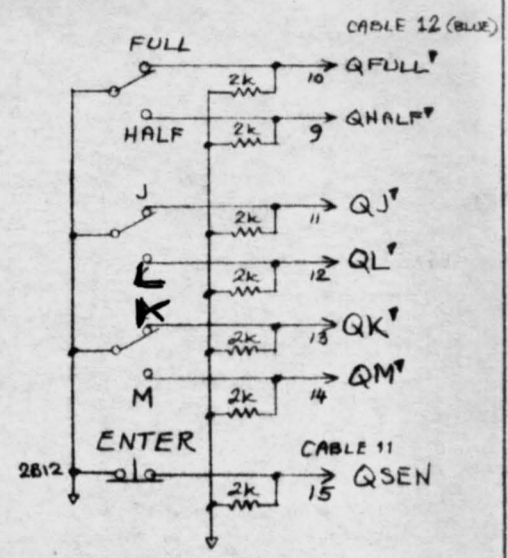 CABLE 12 (BLUE)
FULL
2k
10 QFULL▼
HALF
2k
9 QHALF▼
J
2k
11 QJ▼
L
2k
12 QL▼
K
2k
13 QK▼
M
2k
14 QM▼
ENTER
CABLE 11
2B12
2k
15 QSEN